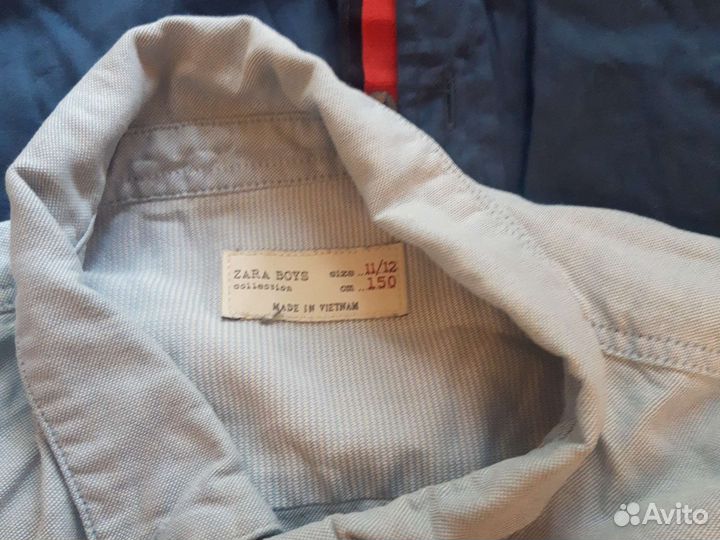 ZARA BOYS size ..11/12
collection cm ..150
MADE IN VIETNAM
Avito